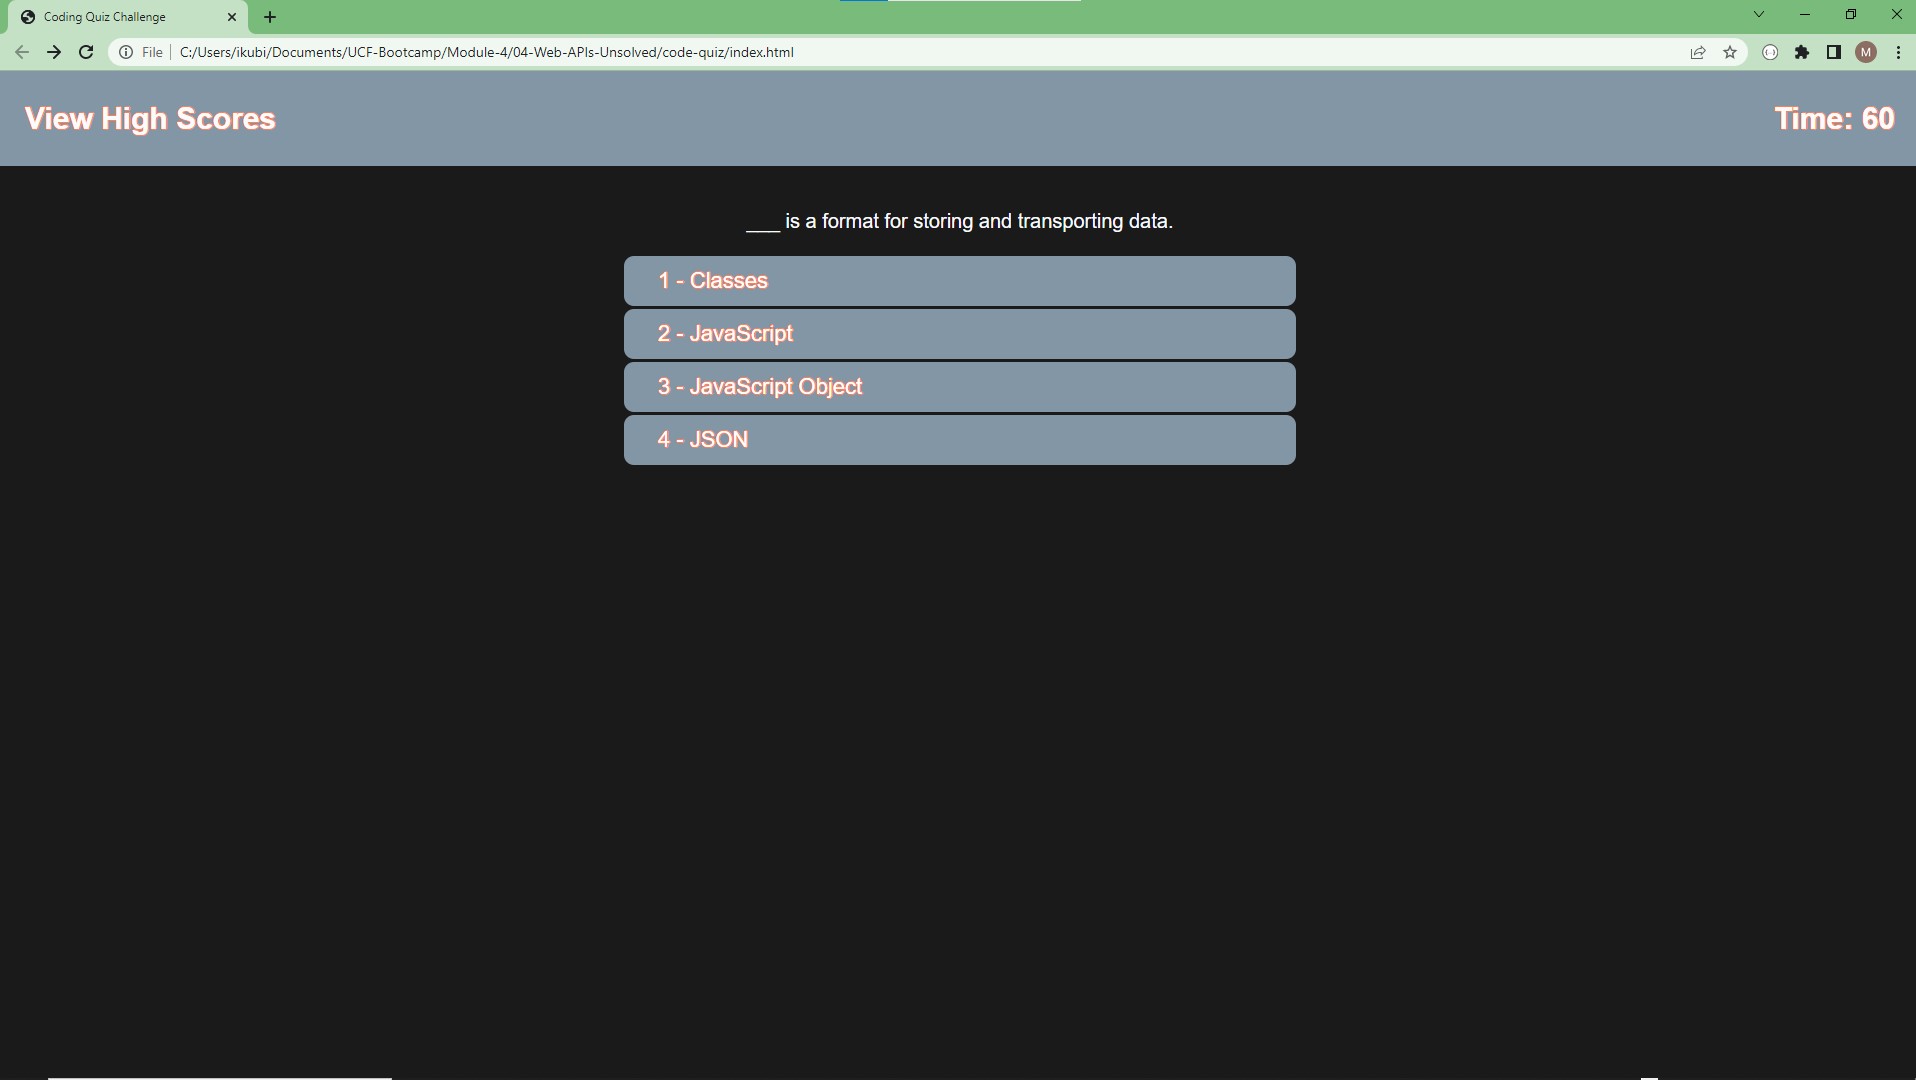 Coding Quiz Challenge
File C:/Users/ikubi/Documents/UCF-Bootcamp/Module-4/04-Web-APIs-Unsolved/code-quiz/index.html
M
View High Scores
Time: 60
___ is a format for storing and transporting data.
1 - Classes
2 - JavaScript
3 - JavaScript Object
4 - JSON